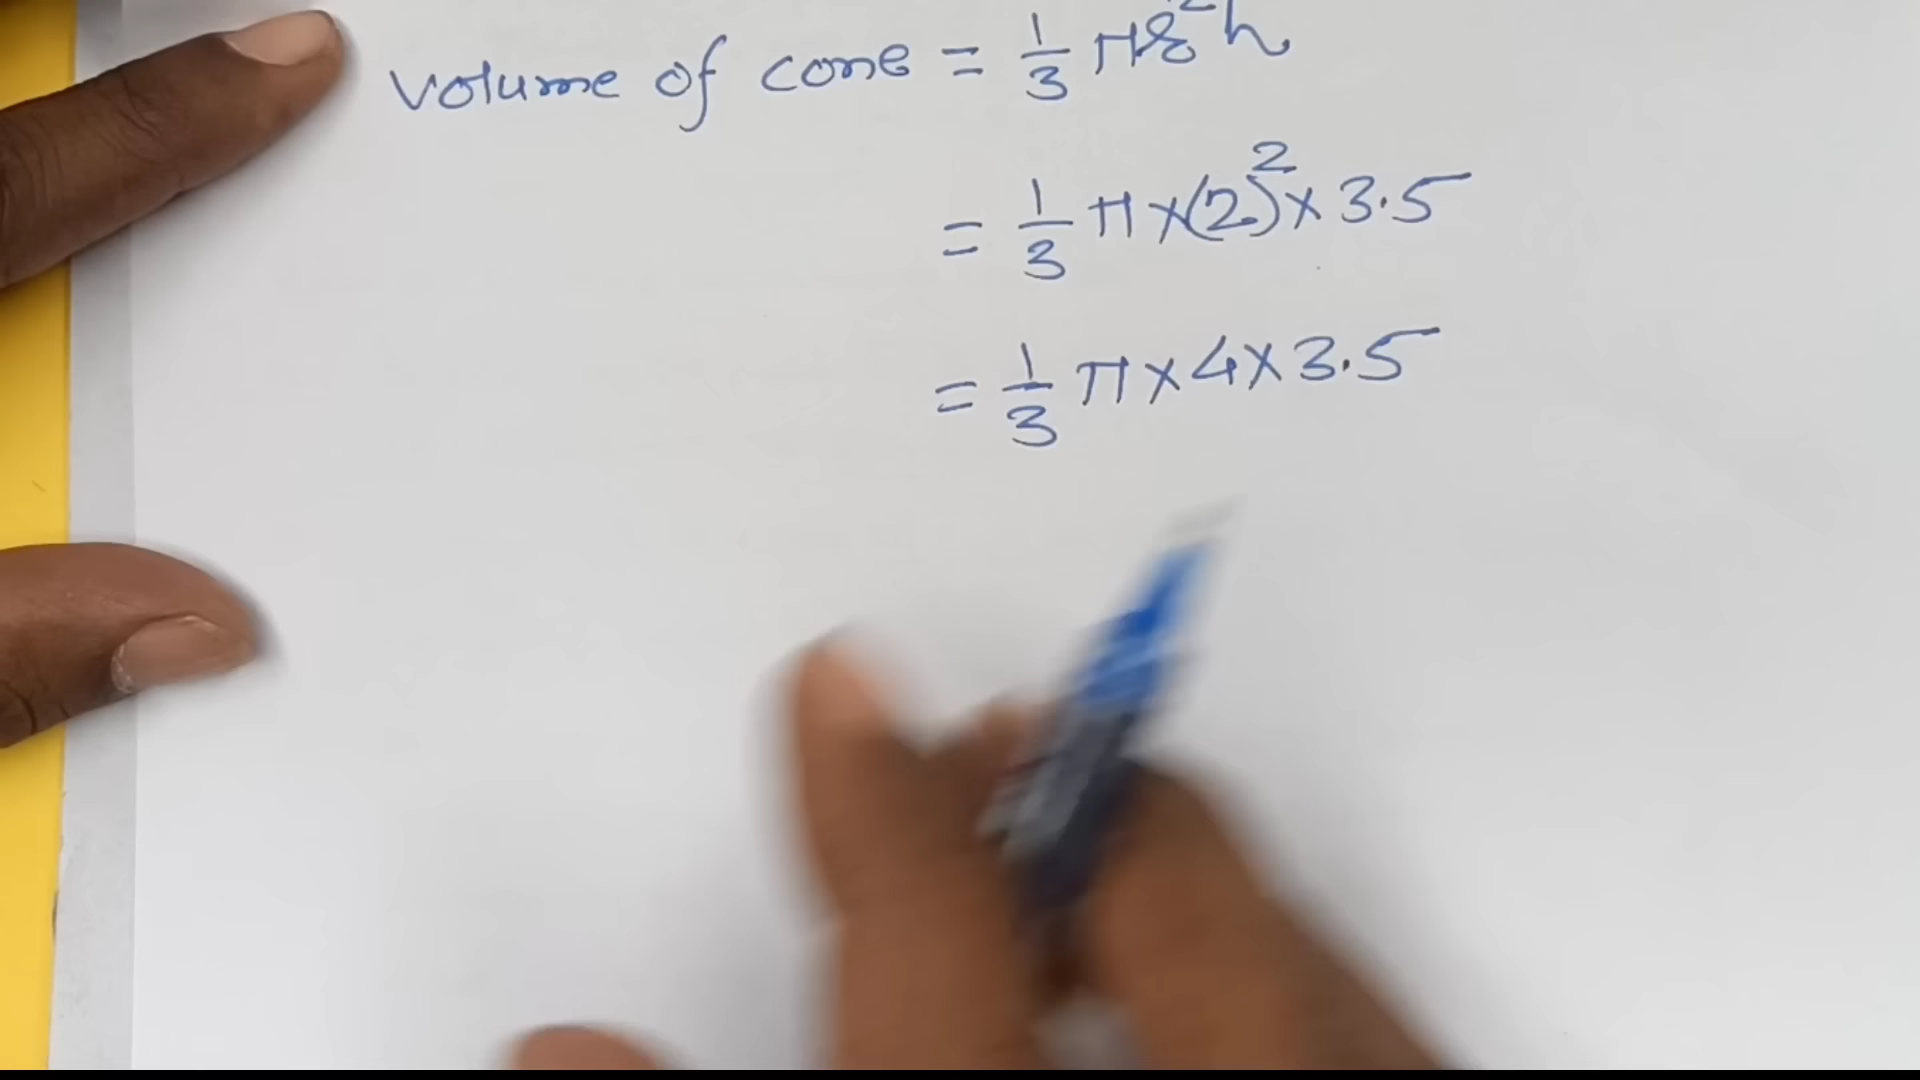 volume of cone = 1/3 πr²h
= 1/3 π×(2)²×3.5
= 1/3 π×4×3.5